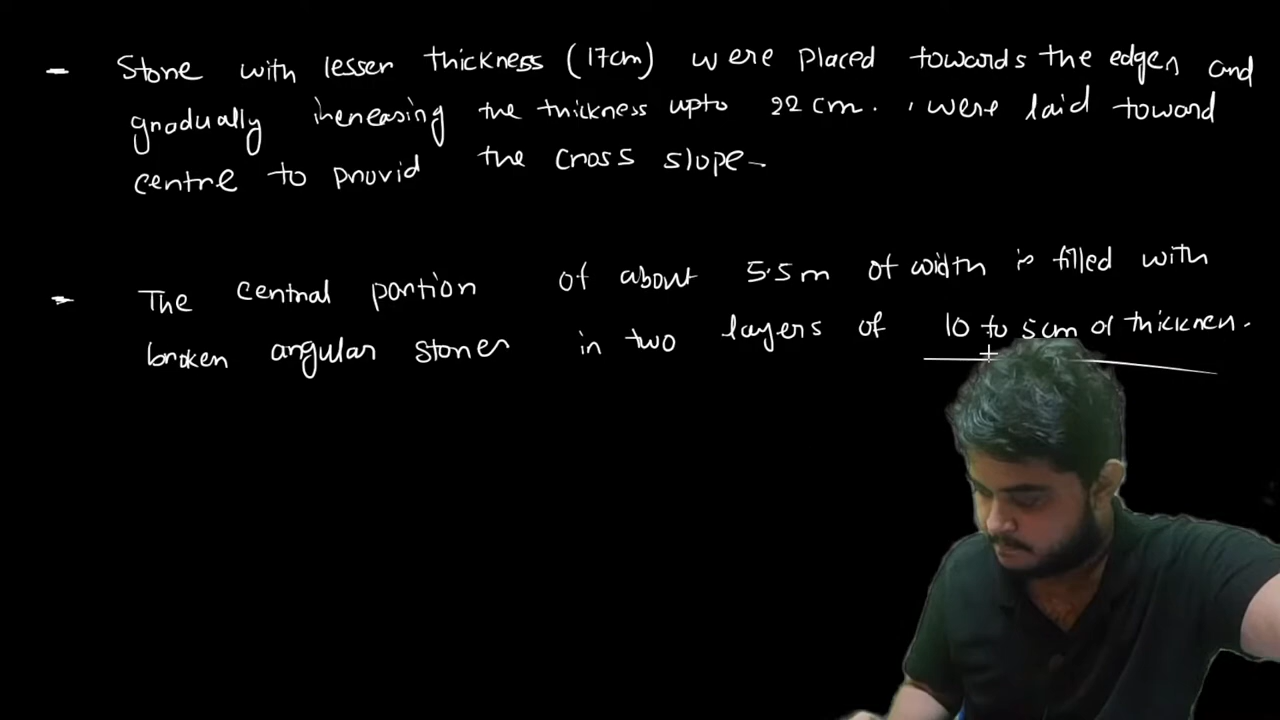 - Stone with lesser thickness (17cm) were placed towards the edges and
gradually increasing the thickness upto 22 cm. , were laid toward
centre to provid the cross slope-
- The central portion of about 5.5m of width is filled with
broken angular stones in two layers of 10 to 5cm of thicknen.